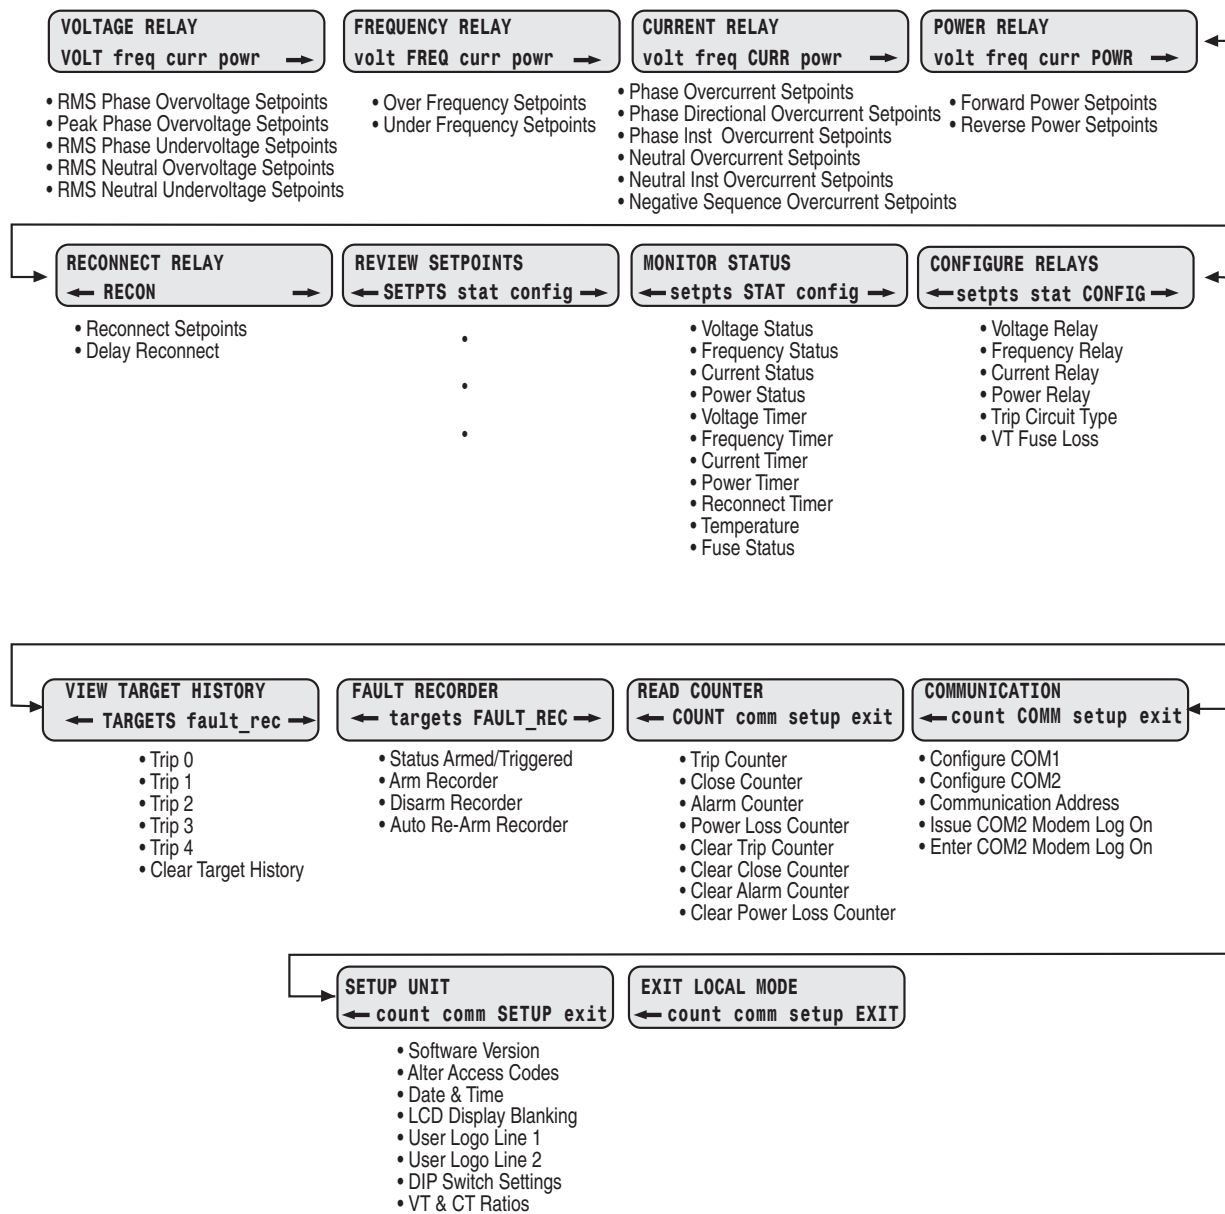 VOLTAGE RELAY
VOLT freq curr powr →
• RMS Phase Overvoltage Setpoints
• Peak Phase Overvoltage Setpoints
• RMS Phase Undervoltage Setpoints
• RMS Neutral Overvoltage Setpoints
• RMS Neutral Undervoltage Setpoints
FREQUENCY RELAY
volt FREQ curr powr →
• Over Frequency Setpoints
• Under Frequency Setpoints
CURRENT RELAY
volt freq CURR powr →
• Phase Overcurrent Setpoints
• Phase Directional Overcurrent Setpoints
• Phase Inst Overcurrent Setpoints
• Neutral Overcurrent Setpoints
• Neutral Inst Overcurrent Setpoints
• Negative Sequence Overcurrent Setpoints
POWER RELAY
volt freq curr POWR →
• Forward Power Setpoints
• Reverse Power Setpoints
RECONNECT RELAY
← RECON →
• Reconnect Setpoints
• Delay Reconnect
REVIEW SETPOINTS
← SETPTS stat config →
•
•
•
MONITOR STATUS
← setpts STAT config →
• Voltage Status
• Frequency Status
• Current Status
• Power Status
• Voltage Timer
• Frequency Timer
• Current Timer
• Power Timer
• Reconnect Timer
• Temperature
• Fuse Status
CONFIGURE RELAYS
← setpts stat CONFIG →
• Voltage Relay
• Frequency Relay
• Current Relay
• Power Relay
• Trip Circuit Type
• VT Fuse Loss
VIEW TARGET HISTORY
← TARGETS fault_rec →
• Trip 0
• Trip 1
• Trip 2
• Trip 3
• Trip 4
• Clear Target History
FAULT RECORDER
← targets FAULT_REC →
• Status Armed/Triggered
• Arm Recorder
• Disarm Recorder
• Auto Re-Arm Recorder
READ COUNTER
← COUNT comm setup exit
• Trip Counter
• Close Counter
• Alarm Counter
• Power Loss Counter
• Clear Trip Counter
• Clear Close Counter
• Clear Alarm Counter
• Clear Power Loss Counter
COMMUNICATION
← count COMM setup exit
• Configure COM1
• Configure COM2
• Communication Address
• Issue COM2 Modem Log On
• Enter COM2 Modem Log On
SETUP UNIT
← count comm SETUP exit
• Software Version
• Alter Access Codes
• Date & Time
• LCD Display Blanking
• User Logo Line 1
• User Logo Line 2
• DIP Switch Settings
• VT & CT Ratios
EXIT LOCAL MODE
← count comm setup EXIT